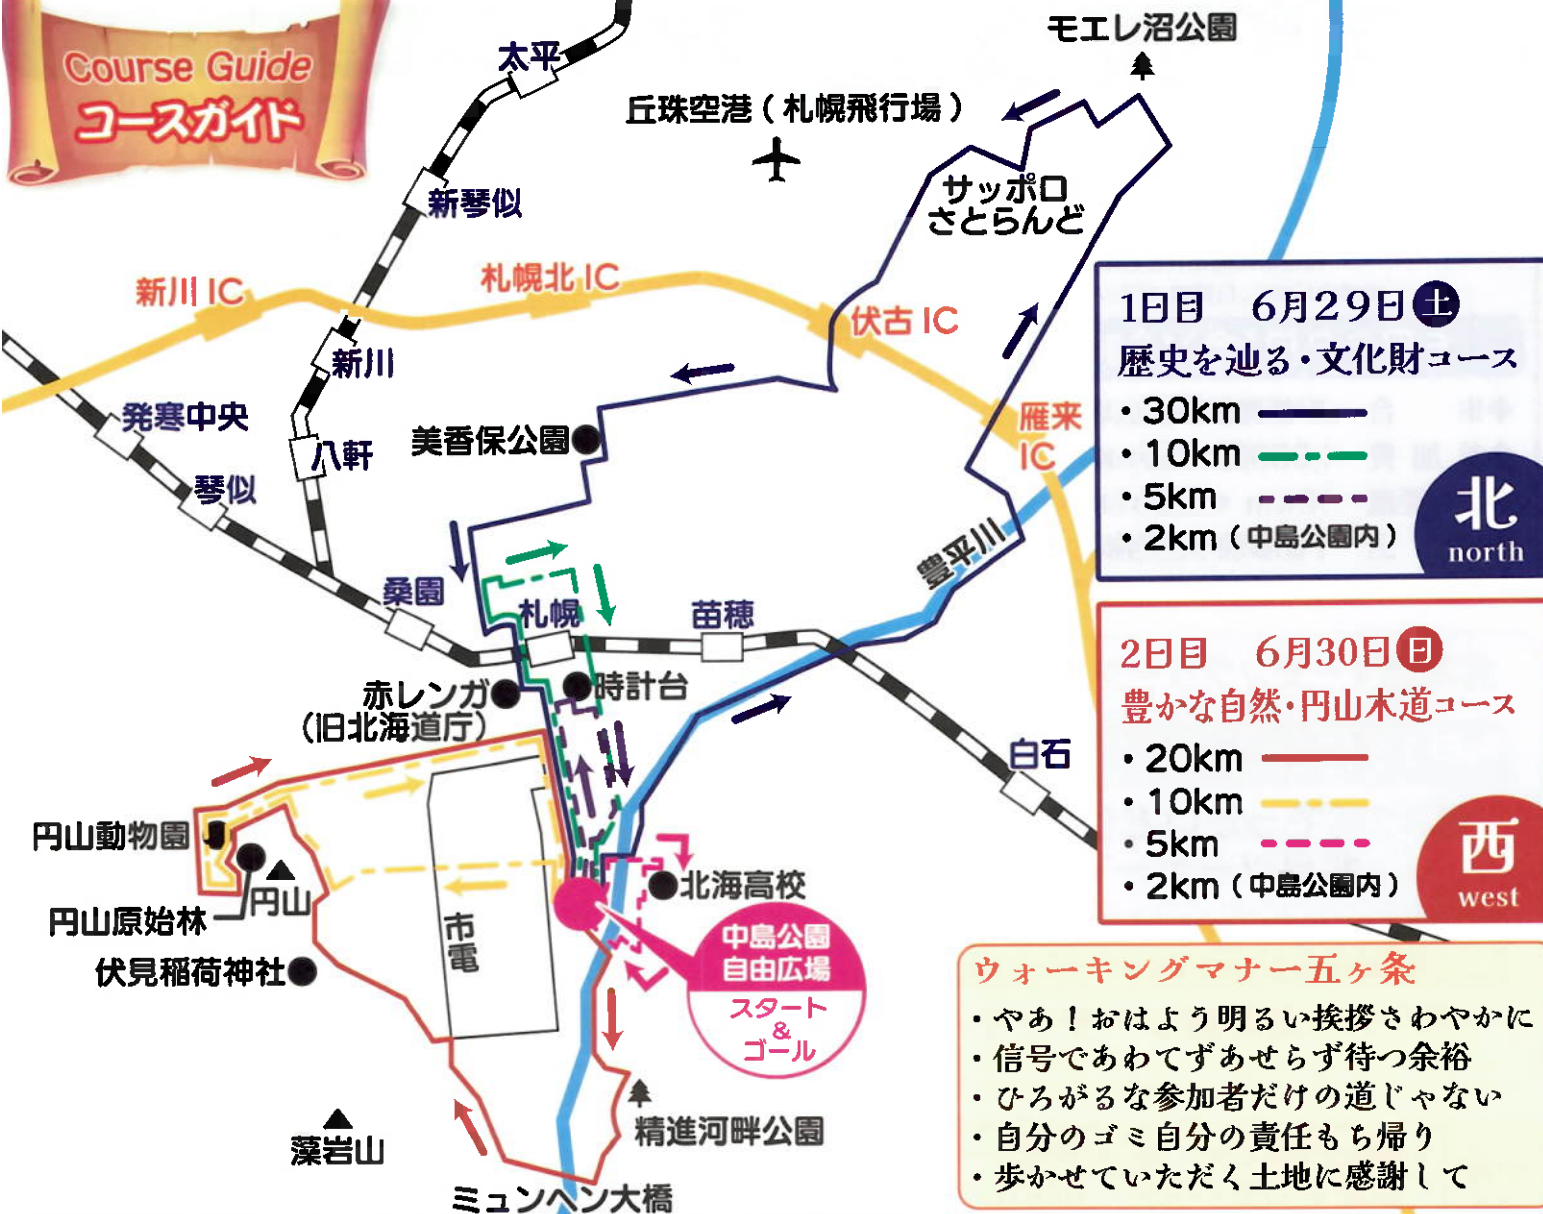 Course Guide
コースガイド
モエレ沼公園
太平
丘珠空港(札幌飛行場)
サッポロ
さとらんど
新琴似
新川IC
札幌北IC
伏古IC
新川
発寒中央
八軒
琴似
美香保公園
雁来
IC
豊平川
桑園
札幌
苗穂
赤レンガ
(旧北海道庁)
時計台
白石
円山動物園
円山
円山原始林
伏見稲荷神社
市電
北海高校
中島公園
自由広場
スタート
&
ゴール
精進河畔公園
藻岩山
ミュンヘン大橋
1日目 6月29日土
歴史を辿る・文化財コース
・30km
・10km
・5km
・2km(中島公園内)
北
north
2日目 6月30日日
豊かな自然・円山木道コース
・20km
・10km
・5km
・2km(中島公園内)
西
west
ウォーキングマナー五ヶ条
・やあ!おはよう明るい挨拶さわやかに
・信号であわてずあせらず待つ余裕
・ひろがるな参加者だけの道じゃない
・自分のゴミ自分の責任もち帰り
・歩かせていただく土地に感謝して